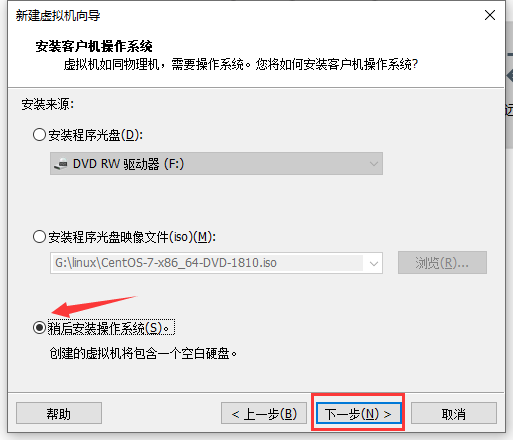 新建虚拟机向导
安装客户机操作系统
虚拟机如同物理机，需要操作系统。您将如何安装客户机操作系统?
安装来源:
安装程序光盘(D):
DVD RW 驱动器 (F:)
安装程序光盘映像文件(iso)(M):
G:\linux\CentOS-7-x86_64-DVD-1810.iso
浏览(R)...
稍后安装操作系统(S)。
创建的虚拟机将包含一个空白硬盘。
帮助
< 上一步(B)
下一步(N) >
取消
远